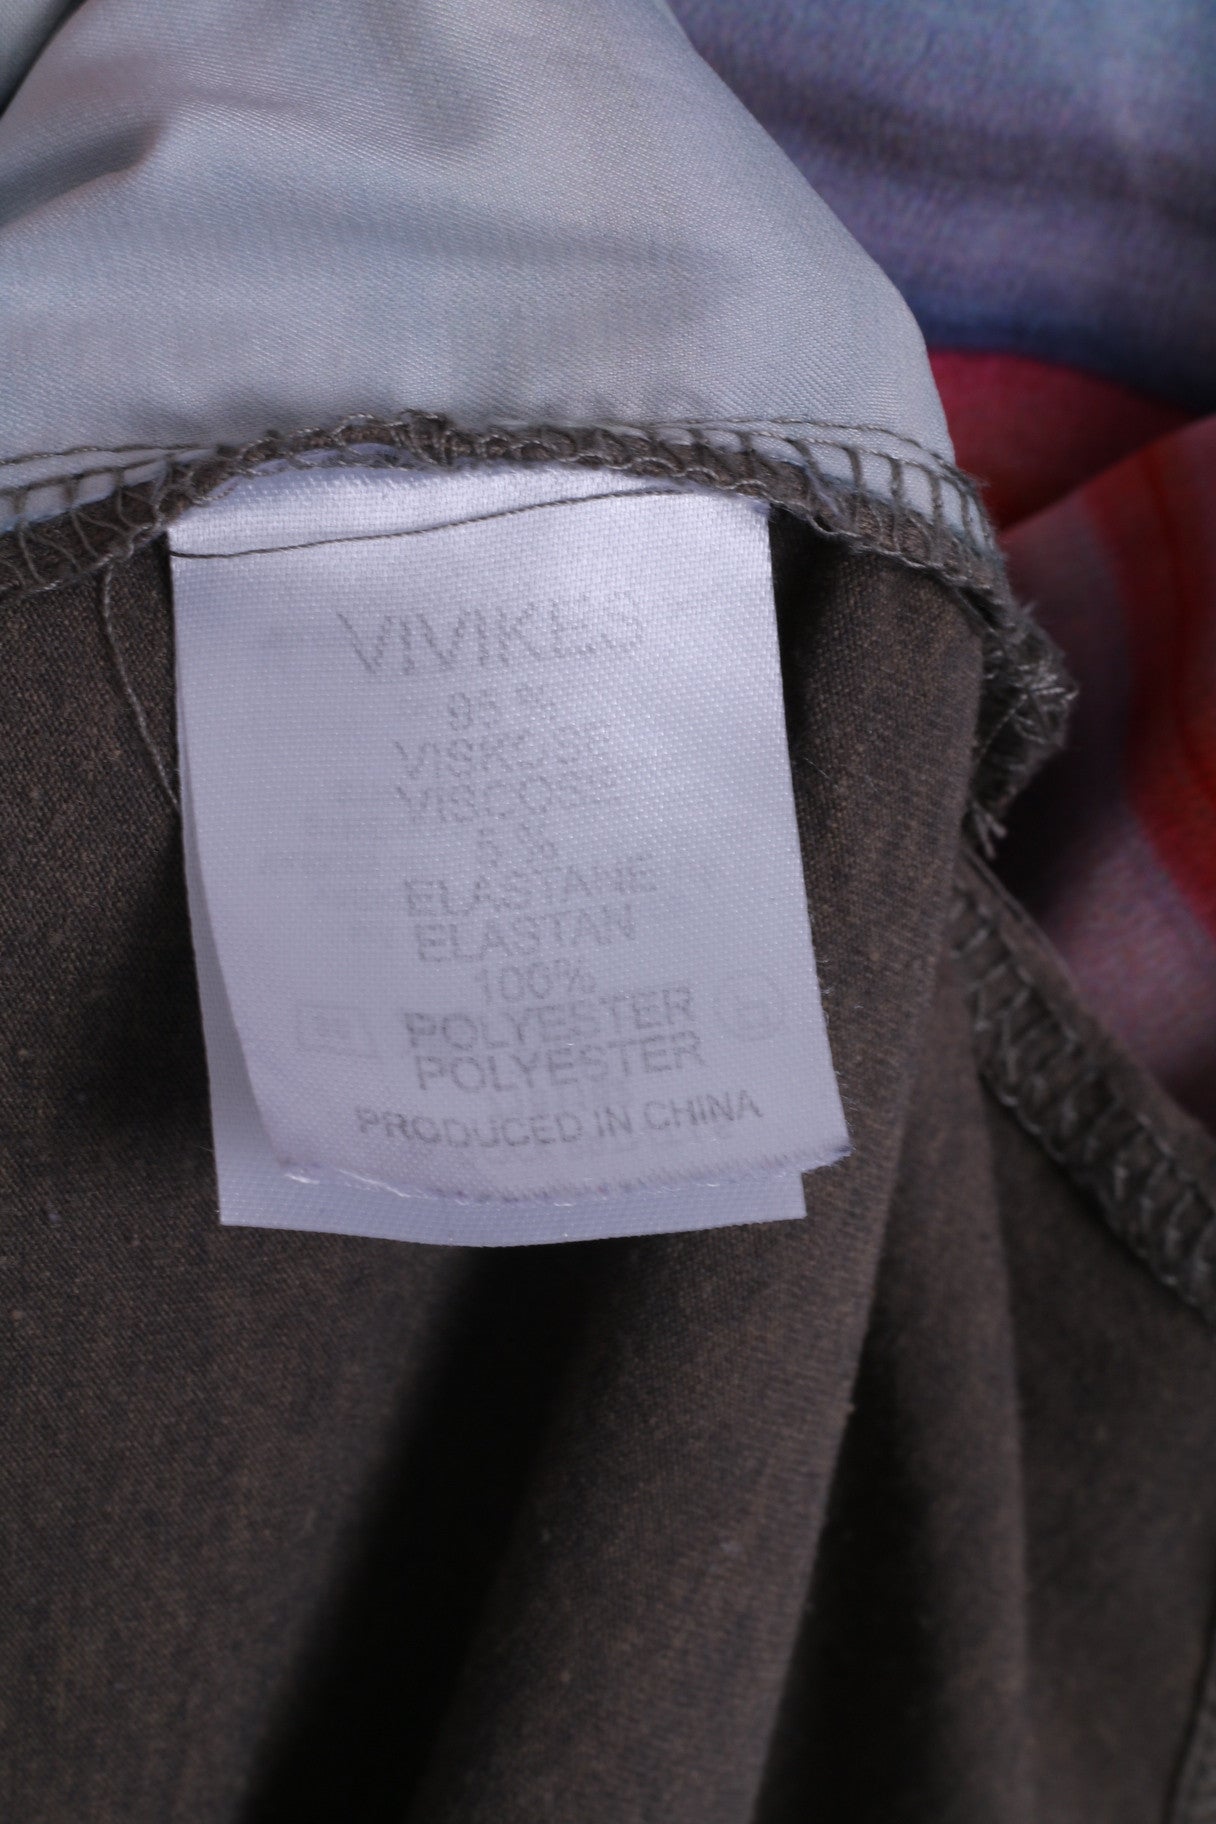 VIVIKES
95 %
VISKOSE
VISCOSE
5 %
ELASTANE
ELASTAN
100%
POLYESTER
POLYESTER
PRODUCED IN CHINA